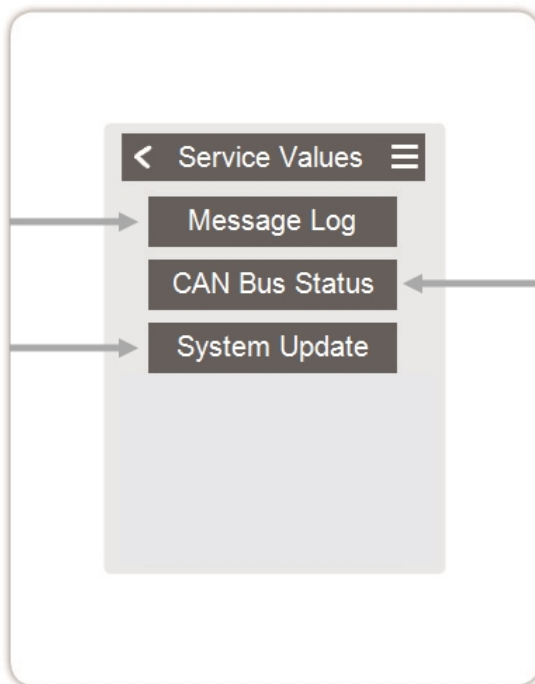 Service Values
Message Log
CAN Bus Status
System Update